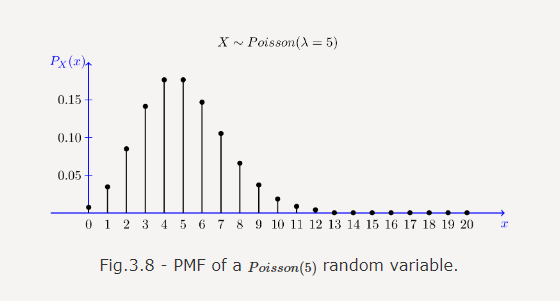 X ∼ Poisson(λ = 5)
P_X(x)
0.15
0.10
0.05
0 1 2 3 4 5 6 7 8 9 10 11 12 13 14 15 16 17 18 19 20 x
Fig.3.8 - PMF of a Poisson(5) random variable.